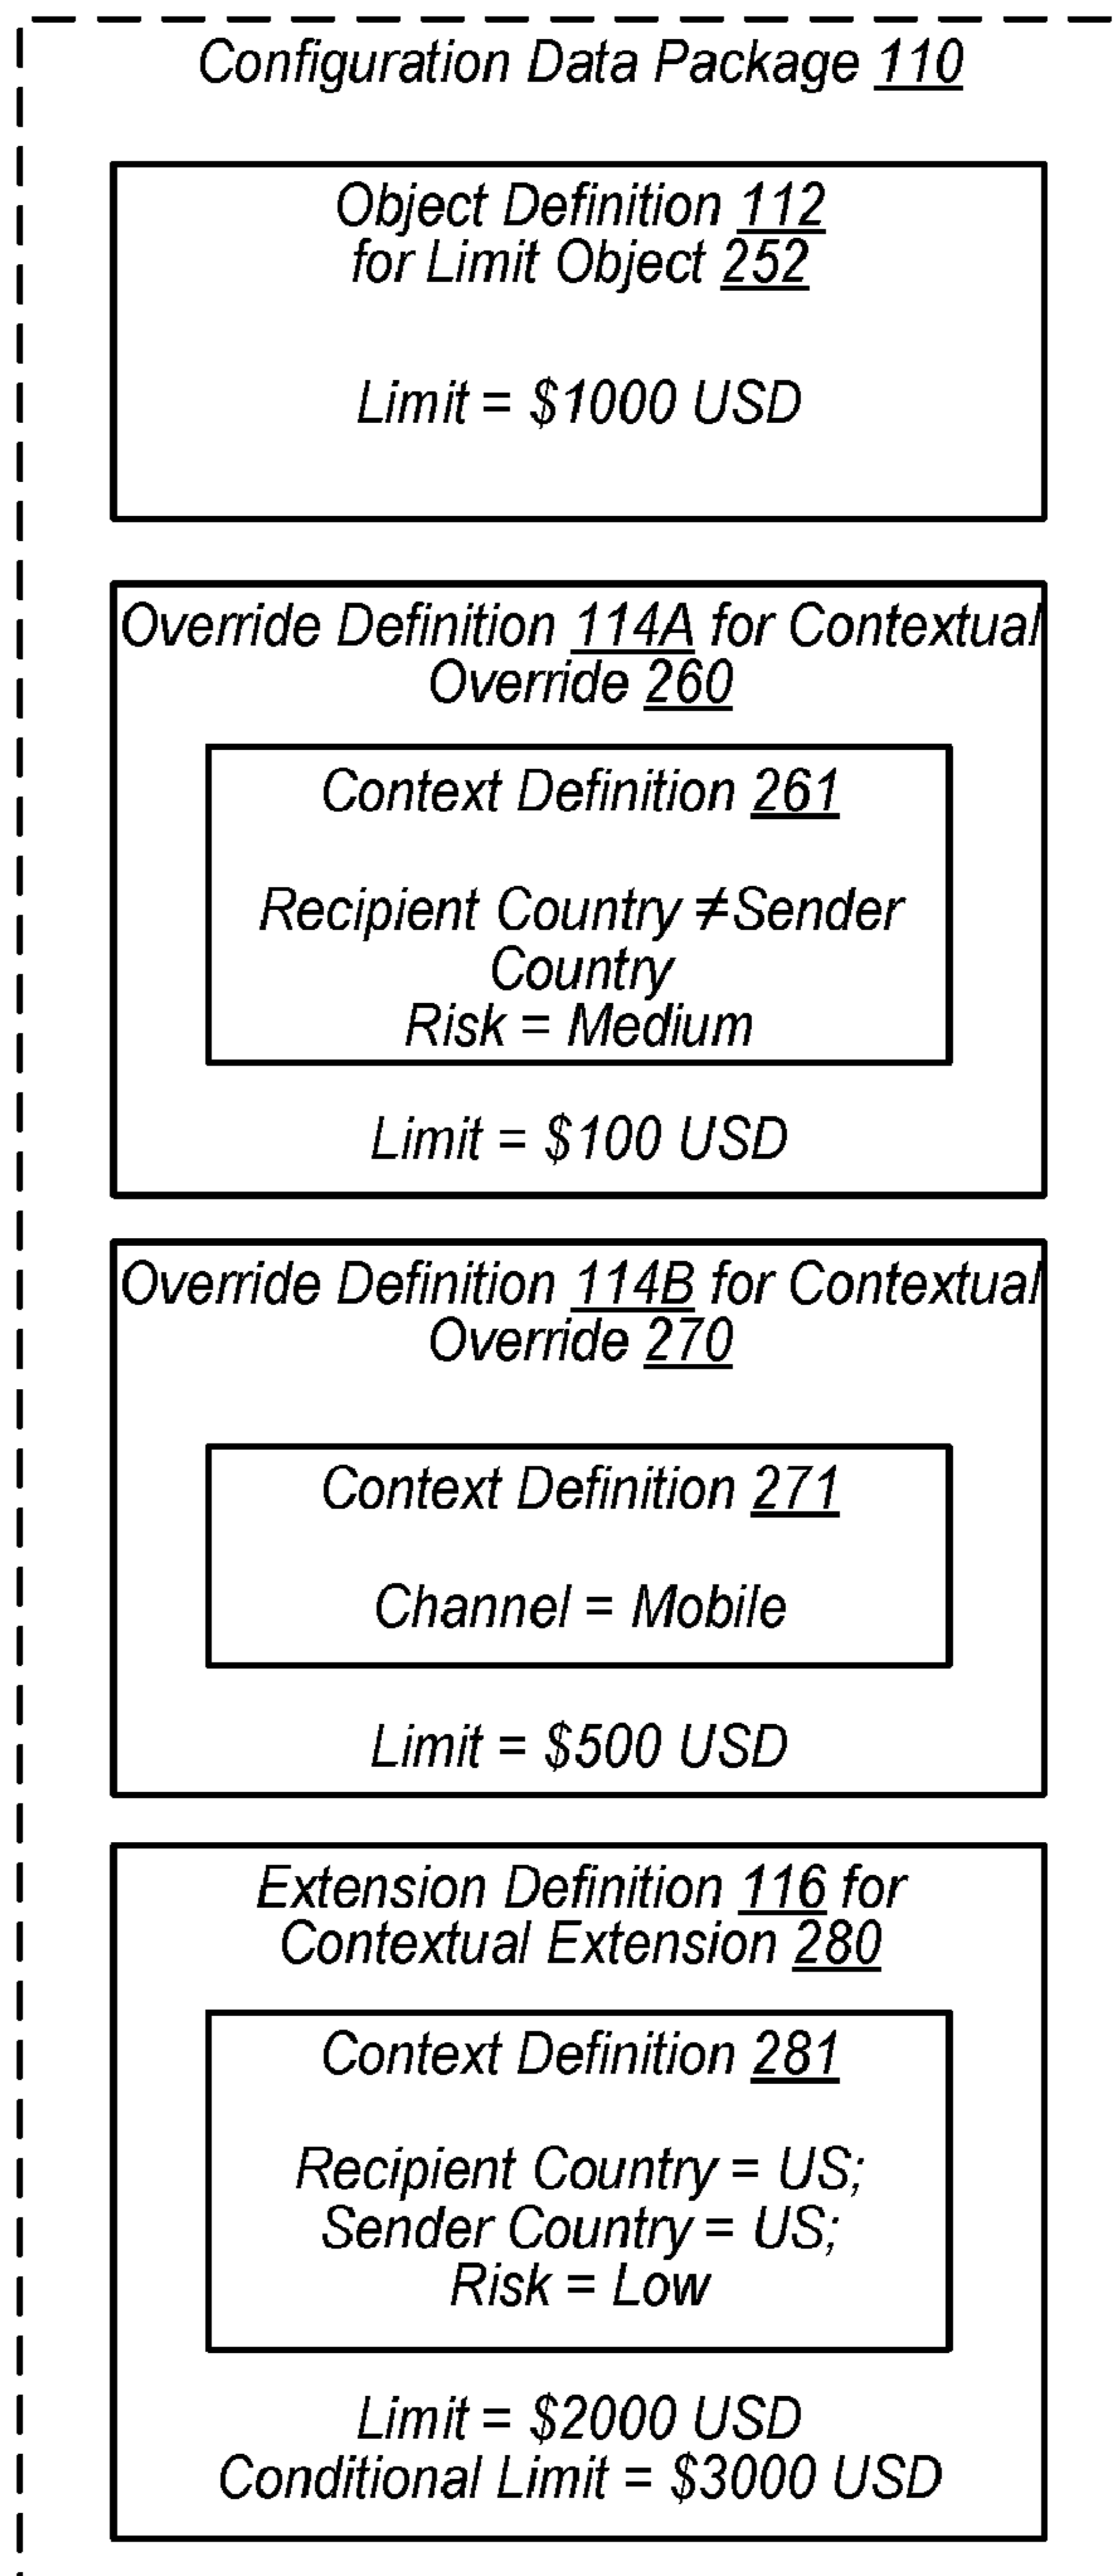 Configuration Data Package 110
Object Definition 112
for Limit Object 252
Limit = $1000 USD
Override Definition 114A for Contextual
Override 260
Context Definition 261
Recipient Country ≠Sender
Country
Risk = Medium
Limit = $100 USD
Override Definition 114B for Contextual
Override 270
Context Definition 271
Channel = Mobile
Limit = $500 USD
Extension Definition 116 for
Contextual Extension 280
Context Definition 281
Recipient Country = US;
Sender Country = US;
Risk = Low
Limit = $2000 USD
Conditional Limit = $3000 USD